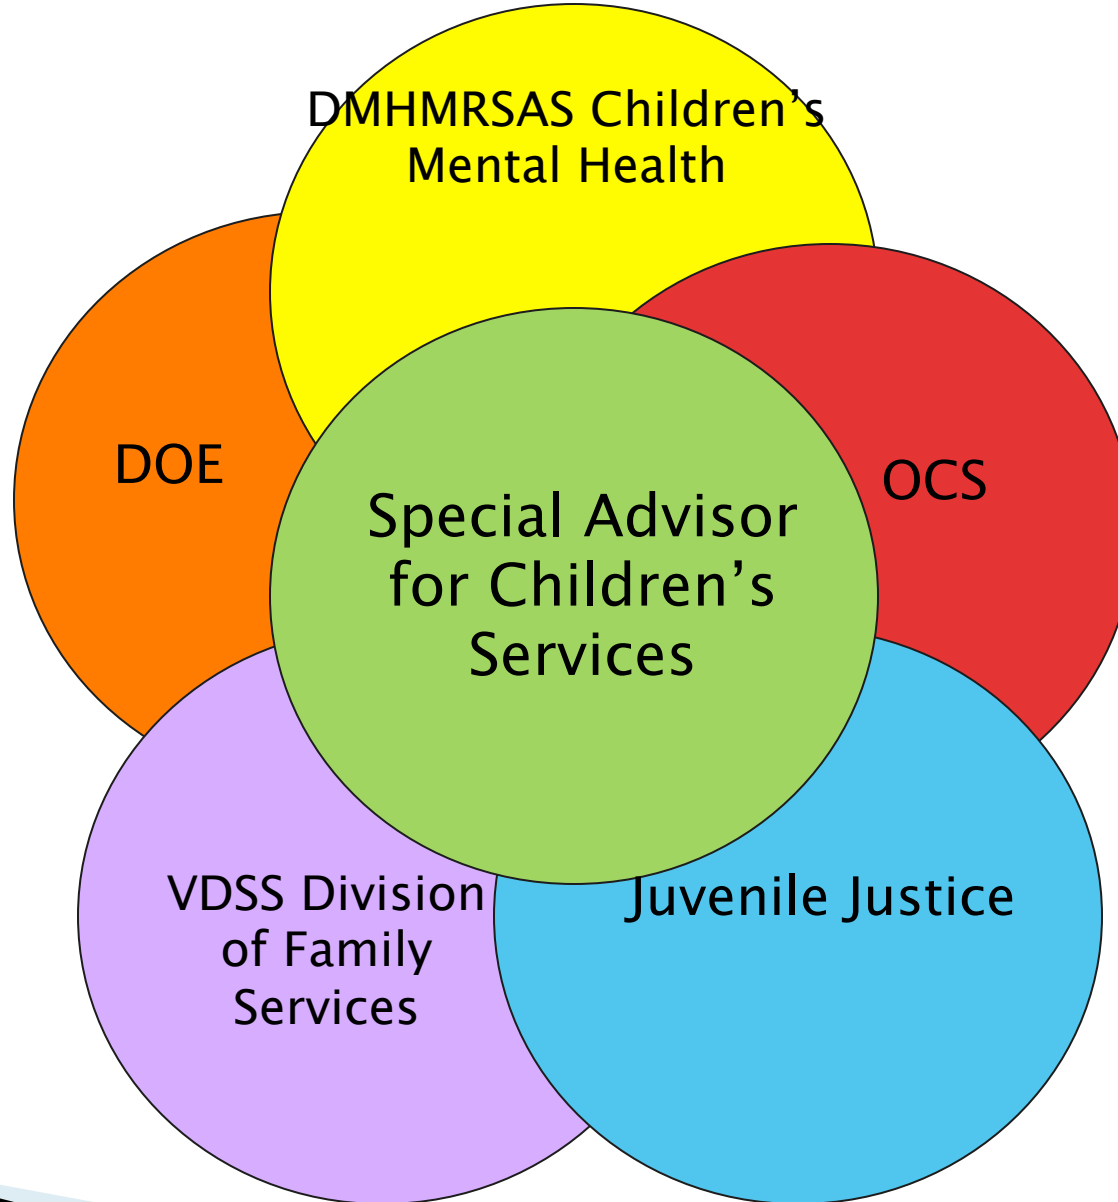 DMHMRSAS Children’s
Mental Health
DOE
OCS
Special Advisor
for Children’s
Services
VDSS Division
of Family
Services
Juvenile Justice